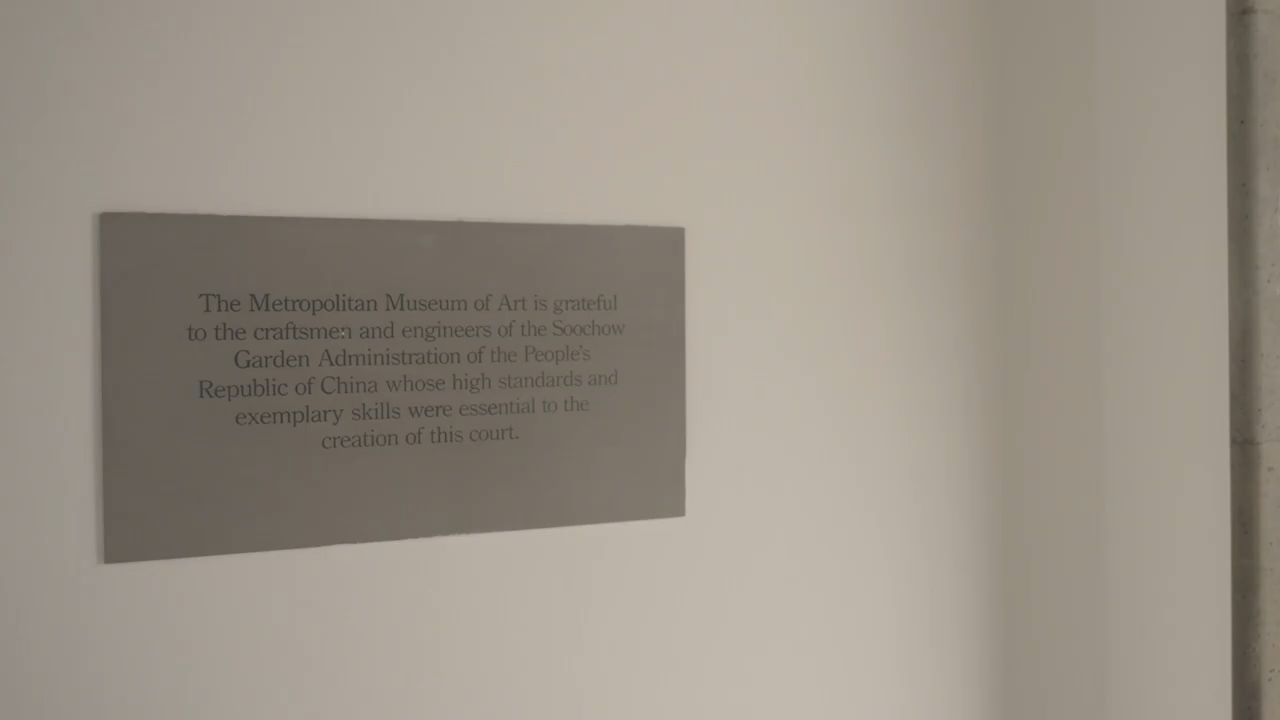 The Metropolitan Museum of Art is grateful
to the craftsmen and engineers of the Soochow
Garden Administration of the People's
Republic of China whose high standards and
exemplary skills were essential to the
creation of this court.